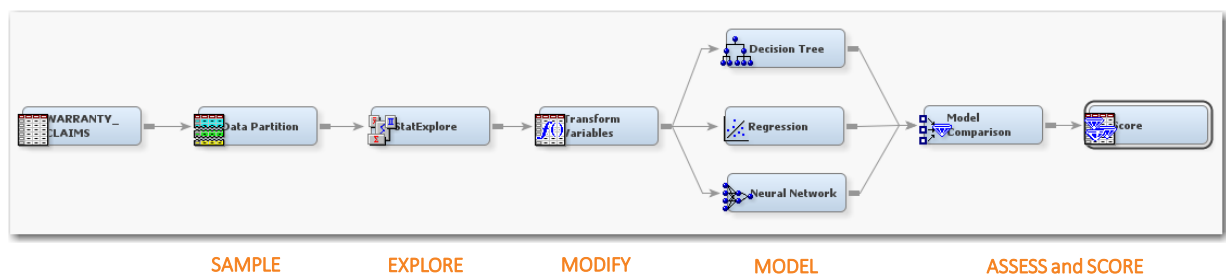 WARRANTY_
CLAIMS
Data Partition
StatExplore
Transform
Variables
Decision Tree
Regression
Neural Network
Model
Comparison
Score
SAMPLE
EXPLORE
MODIFY
MODEL
ASSESS and SCORE